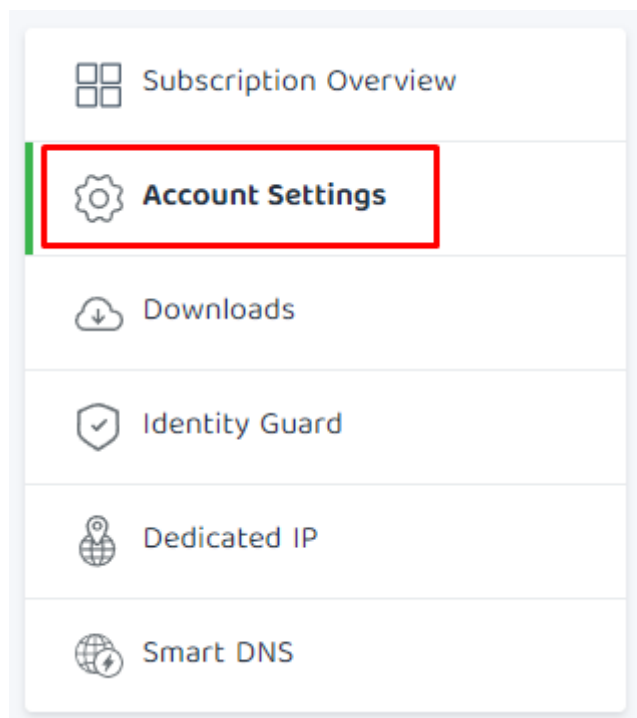 Subscription Overview
Account Settings
Downloads
Identity Guard
Dedicated IP
Smart DNS